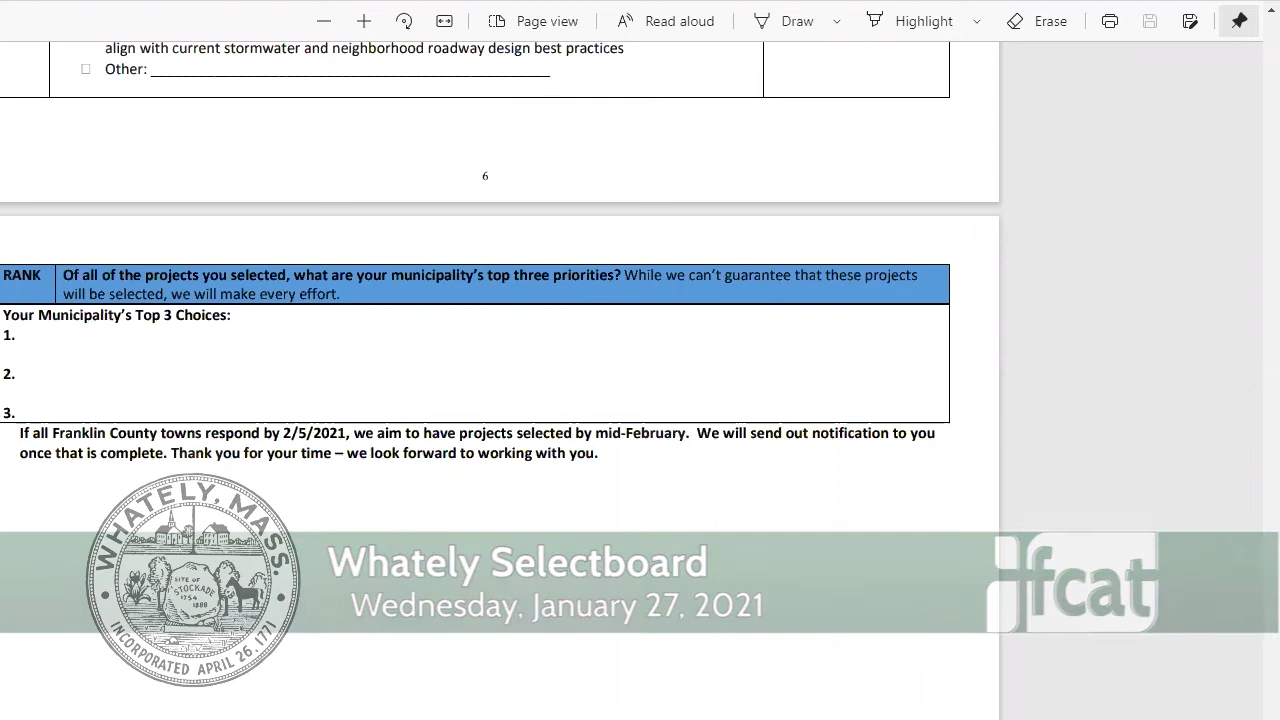 Page view
Read aloud
Draw
Highlight
Erase
align with current stormwater and neighborhood roadway design best practices
Other: ____________________________________________
6
RANK
Of all of the projects you selected, what are your municipality's top three priorities? While we can't guarantee that these projects
will be selected, we will make every effort.
Your Municipality's Top 3 Choices:
1.
2.
3.
If all Franklin County towns respond by 2/5/2021, we aim to have projects selected by mid-February. We will send out notification to you
once that is complete. Thank you for your time – we look forward to working with you.
WHATELY, MASS.
SITE OF
STOCKADE
1754
1888
INCORPORATED APRIL 26, 1771
Whately Selectboard
Wednesday, January 27, 2021
fcat